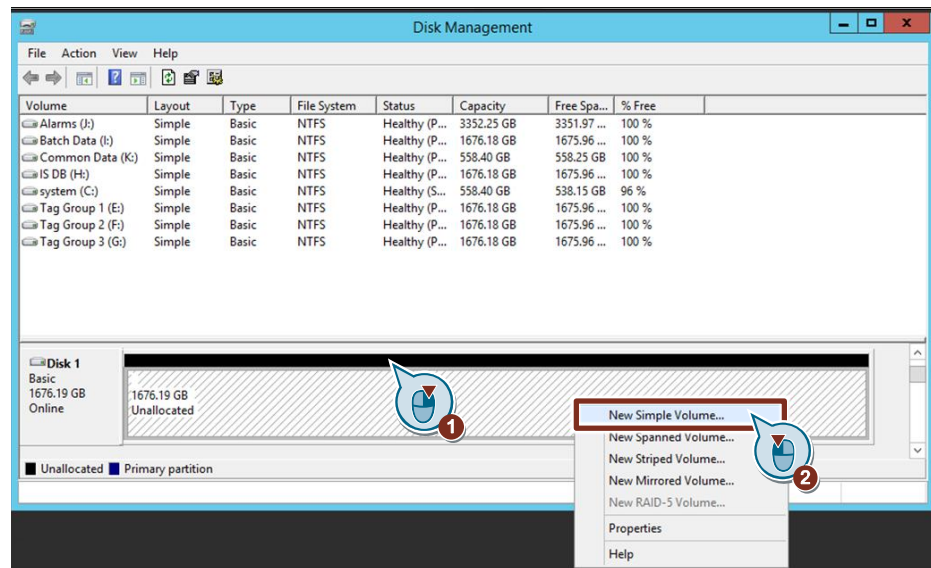 Disk Management
File Action View Help
Volume Layout Type File System Status Capacity Free Spa... % Free
Alarms (J:) Simple Basic NTFS Healthy (P... 3352.25 GB 3351.97 ... 100 %
Batch Data (I:) Simple Basic NTFS Healthy (P... 1676.18 GB 1675.96 ... 100 %
Common Data (K:) Simple Basic NTFS Healthy (P... 558.40 GB 558.25 GB 100 %
IS DB (H:) Simple Basic NTFS Healthy (P... 1676.18 GB 1675.96 ... 100 %
system (C:) Simple Basic NTFS Healthy (S... 558.40 GB 538.15 GB 96 %
Tag Group 1 (E:) Simple Basic NTFS Healthy (P... 1676.18 GB 1675.96 ... 100 %
Tag Group 2 (F:) Simple Basic NTFS Healthy (P... 1676.18 GB 1675.96 ... 100 %
Tag Group 3 (G:) Simple Basic NTFS Healthy (P... 1676.18 GB 1675.96 ... 100 %
Disk 1
Basic
1676.19 GB
Online
1676.19 GB
Unallocated
1
New Simple Volume...
New Spanned Volume...
New Striped Volume...
2
New Mirrored Volume...
New RAID-5 Volume...
Properties
Help
Unallocated Primary partition